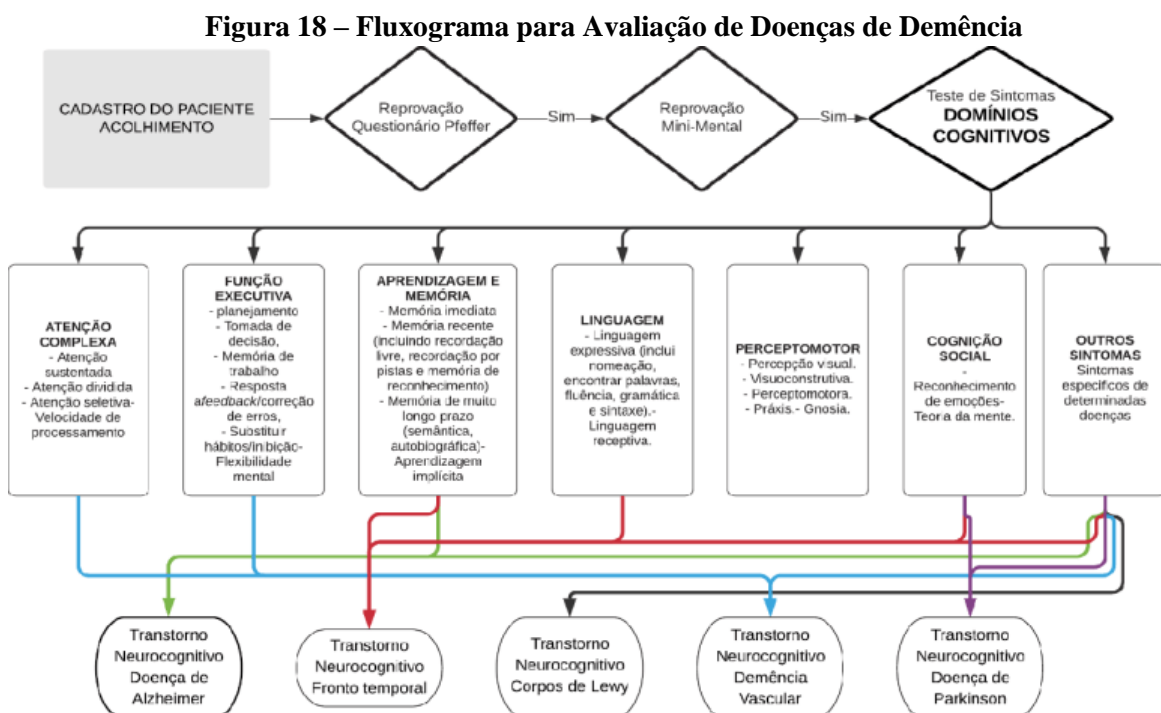 Figura 18 – Fluxograma para Avaliação de Doenças de Demência
CADASTRO DO PACIENTE
ACOLHIMENTO
Reprovação
Questionário Pfeffer
Sim
Reprovação
Mini-Mental
Sim
Teste de Sintomas
DOMÍNIOS
COGNITIVOS
ATENÇÃO
COMPLEXA
- Atenção
sustentada
- Atenção dividida
- Atenção seletiva-
Velocidade de
processamento
FUNÇÃO
EXECUTIVA
- planejamento
- Tomada de
decisão,
- Memória de
trabalho
- Resposta
afeedback/correção
de erros,
- Substituir
hábitos/inibição-
Flexibilidade
mental
APRENDIZAGEM E
MEMÓRIA
- Memória imediata
- Memória recente
(incluindo recordação
livre, recordação por
pistas e memória de
reconhecimento)
- Memória de muito
longo prazo
(semântica,
autobiográfica)-
Aprendizagem
implícita
LINGUAGEM
- Linguagem
expressiva (inclui
nomeação,
encontrar palavras,
fluência, gramática
e sintaxe).-
Linguagem
receptiva.
PERCEPTOMOTOR
- Percepção visual.
- Visuoconstrutiva.
- Perceptomotora.
- Práxis.- Gnosia.
COGNIÇÃO
SOCIAL
-
Reconhecimento
de emoções-
Teoria da mente.
OUTROS
SINTOMAS
Sintomas
específicos de
determinadas
doenças
Transtorno
Neurocognitivo
Doença de
Alzheimer
Transtorno
Neurocognitivo
Fronto temporal
Transtorno
Neurocognitivo
Corpos de Lewy
Transtorno
Neurocognitivo
Demência
Vascular
Transtorno
Neurocognitivo
Doença de
Parkinson